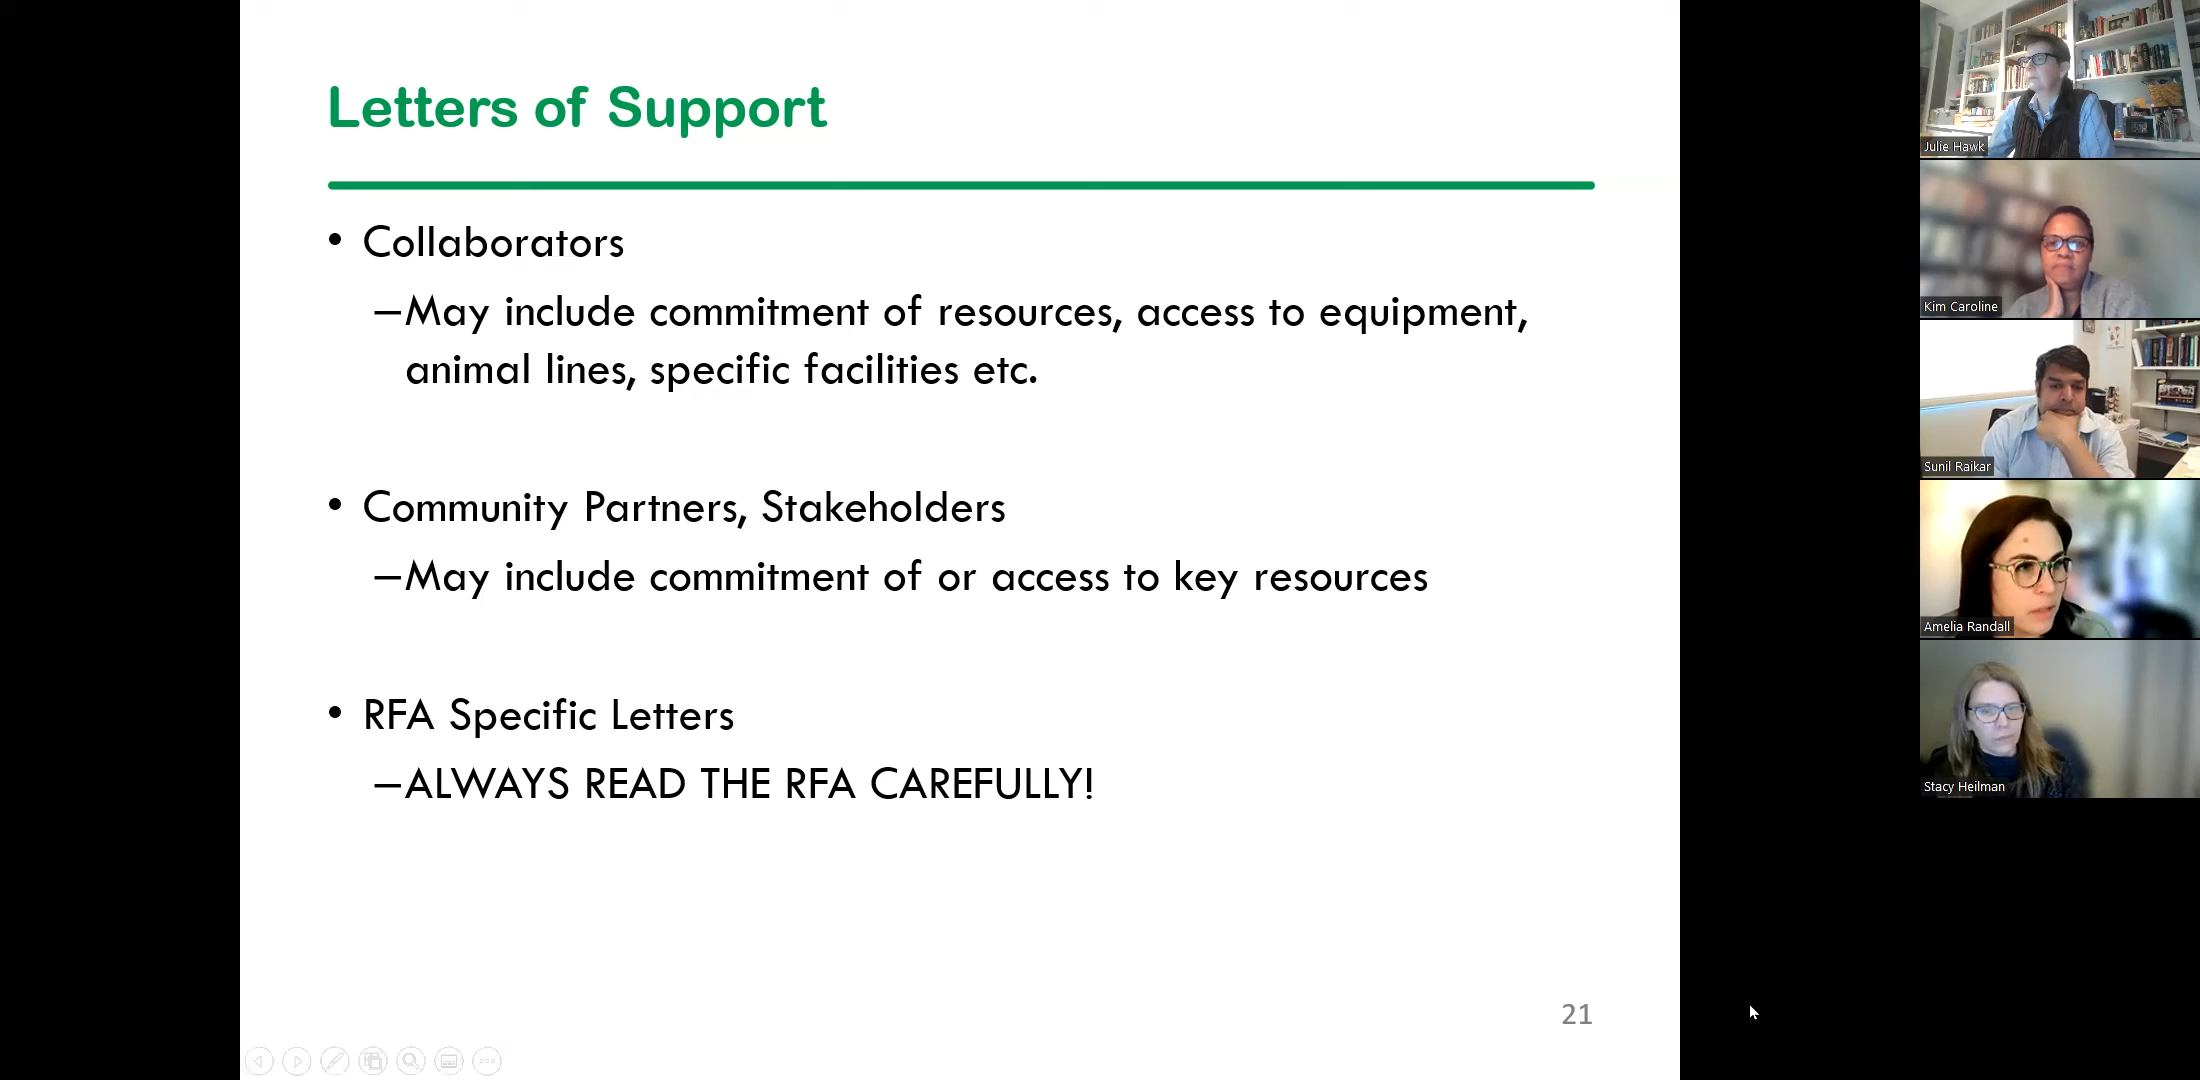 Letters of Support
• Collaborators
–May include commitment of resources, access to equipment,
animal lines, specific facilities etc.
• Community Partners, Stakeholders
–May include commitment of or access to key resources
• RFA Specific Letters
–ALWAYS READ THE RFA CAREFULLY!
21
Julie Hawk
Kim Caroline
Sunil Raikar
Amelia Randall
Stacy Heilman